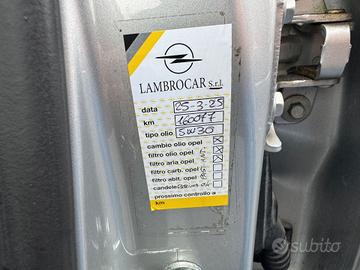 LAMBROCAR S.r.l.
data 25-3-25
km 160077
tipo olio 5W30
cambio olio opel
filtro olio opel
filtro aria opel
filtro carb. opel
filtro abit. opel
candele
prossimo controllo a
km
subito